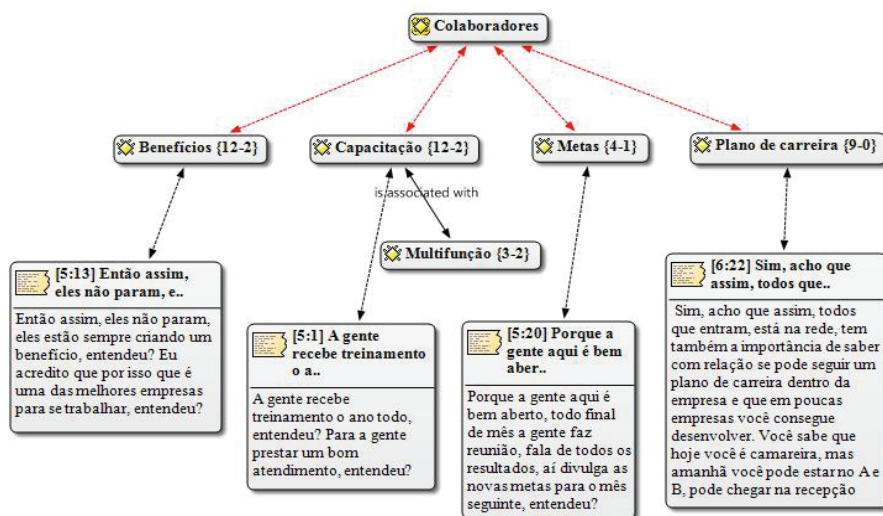 Colaboradores
Benefícios {12-2}
Capacitação {12-2}
Metas {4-1}
Plano de carreira {9-0}
is associated with
Multifunção {3-2}
[5:13] Então assim,
eles não param, e..
Então assim, eles não param,
eles estão sempre criando um
benefício, entendeu? Eu
acredito que por isso que é
uma das melhores empresas
para se trabalhar, entendeu?
[5:1] A gente
recebe treinamento
o a..
A gente recebe
treinamento o ano todo,
entendeu? Para a gente
prestar um bom
atendimento, entendeu?
[5:20] Porque a
gente aqui é bem
aber..
Porque a gente aqui é
bem aberto, todo final
de mês a gente faz
reunião, fala de todos os
resultados, aí divulga as
novas metas para o mês
seguinte, entendeu?
[6:22] Sim, acho que
assim, todos que..
Sim, acho que assim, todos
que entram, está na rede, tem
também a importância de saber
com relação se pode seguir um
plano de carreira dentro da
empresa e que em poucas
empresas você consegue
desenvolver. Você sabe que
hoje você é camareira, mas
amanhã você pode estar no A e
B, pode chegar na recepção